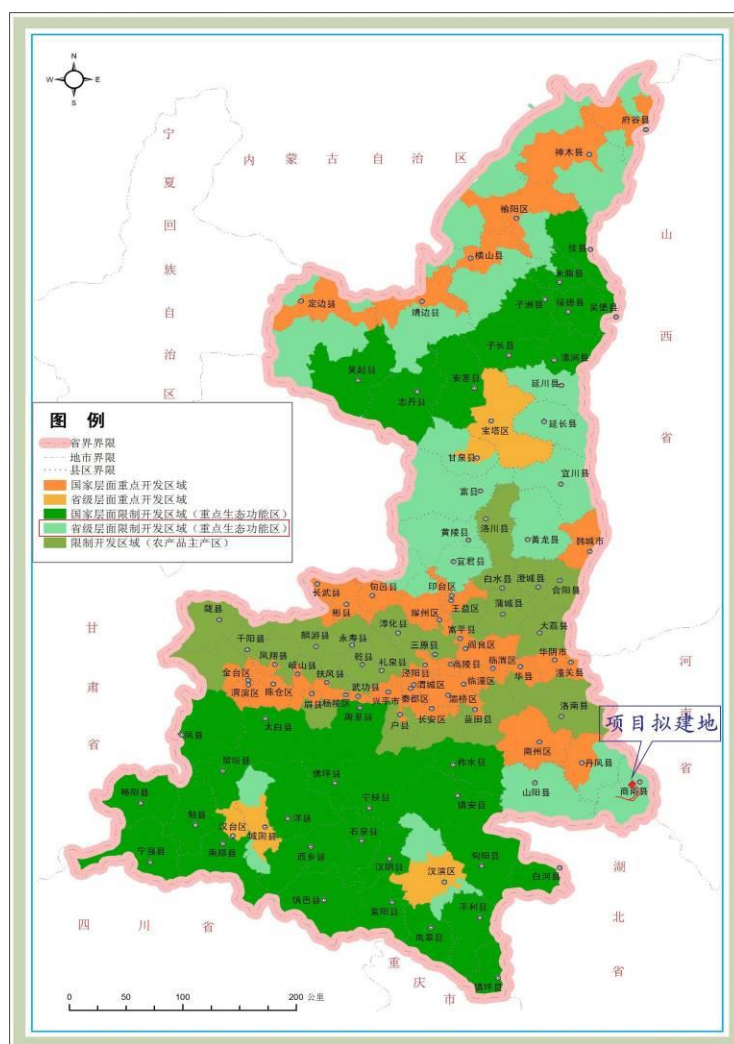 N
W
E
S
宁夏回族自治区
内蒙古自治区
山西省
府谷县
神木县
榆阳区
佳县
横山县
米脂县
定边县
靖边县
子洲县
绥德县
吴堡县
子长县
清涧县
吴起县
安塞县
志丹县
延川县
宝塔区
延长县
甘泉县
宜川县
富县
洛川县
黄陵县
黄龙县
韩城市
宜君县
图 例
省界界限
地市界限
县区界限
国家层面重点开发区域
省级层面重点开发区域
国家层面限制开发区域（重点生态功能区）
省级层面限制开发区域（重点生态功能区）
限制开发区域（农产品主产区）
长武县
旬邑县
印台区
白水县
澄城县
合阳县
彬县
王益区
耀州区
蒲城县
陇县
麟游县
永寿县
淳化县
富平县
大荔县
甘肃省
河南省
千阳县
乾县
三原县
阎良区
凤翔县
岐山县
扶风县
礼泉县
泾阳县
高陵县
临渭区
华阴市
潼关县
金台区
渭滨区
陈仓区
武功县
兴平市
渭城区
临潼区
华县
眉县
杨陵区
秦都区
灞桥区
周至县
户县
长安区
蓝田县
洛南县
太白县
凤县
商州区
项目拟建地
丹凤县
留坝县
佛坪县
柞水县
山阳县
商南县
略阳县
宁陕县
镇安县
勉县
汉台区
城固县
洋县
石泉县
宁强县
南郑县
西乡县
汉阴县
旬阳县
汉滨区
白河县
湖北省
镇巴县
紫阳县
平利县
四川省
岚皋县
重庆市
镇坪县
0 50 100 200 公里